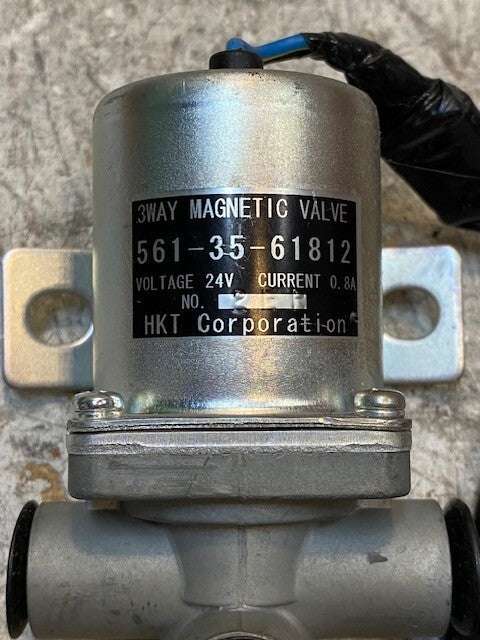 3WAY MAGNETIC VALVE
561-35-61812
VOLTAGE 24V CURRENT 0.8A
NO.
HKT Corporation